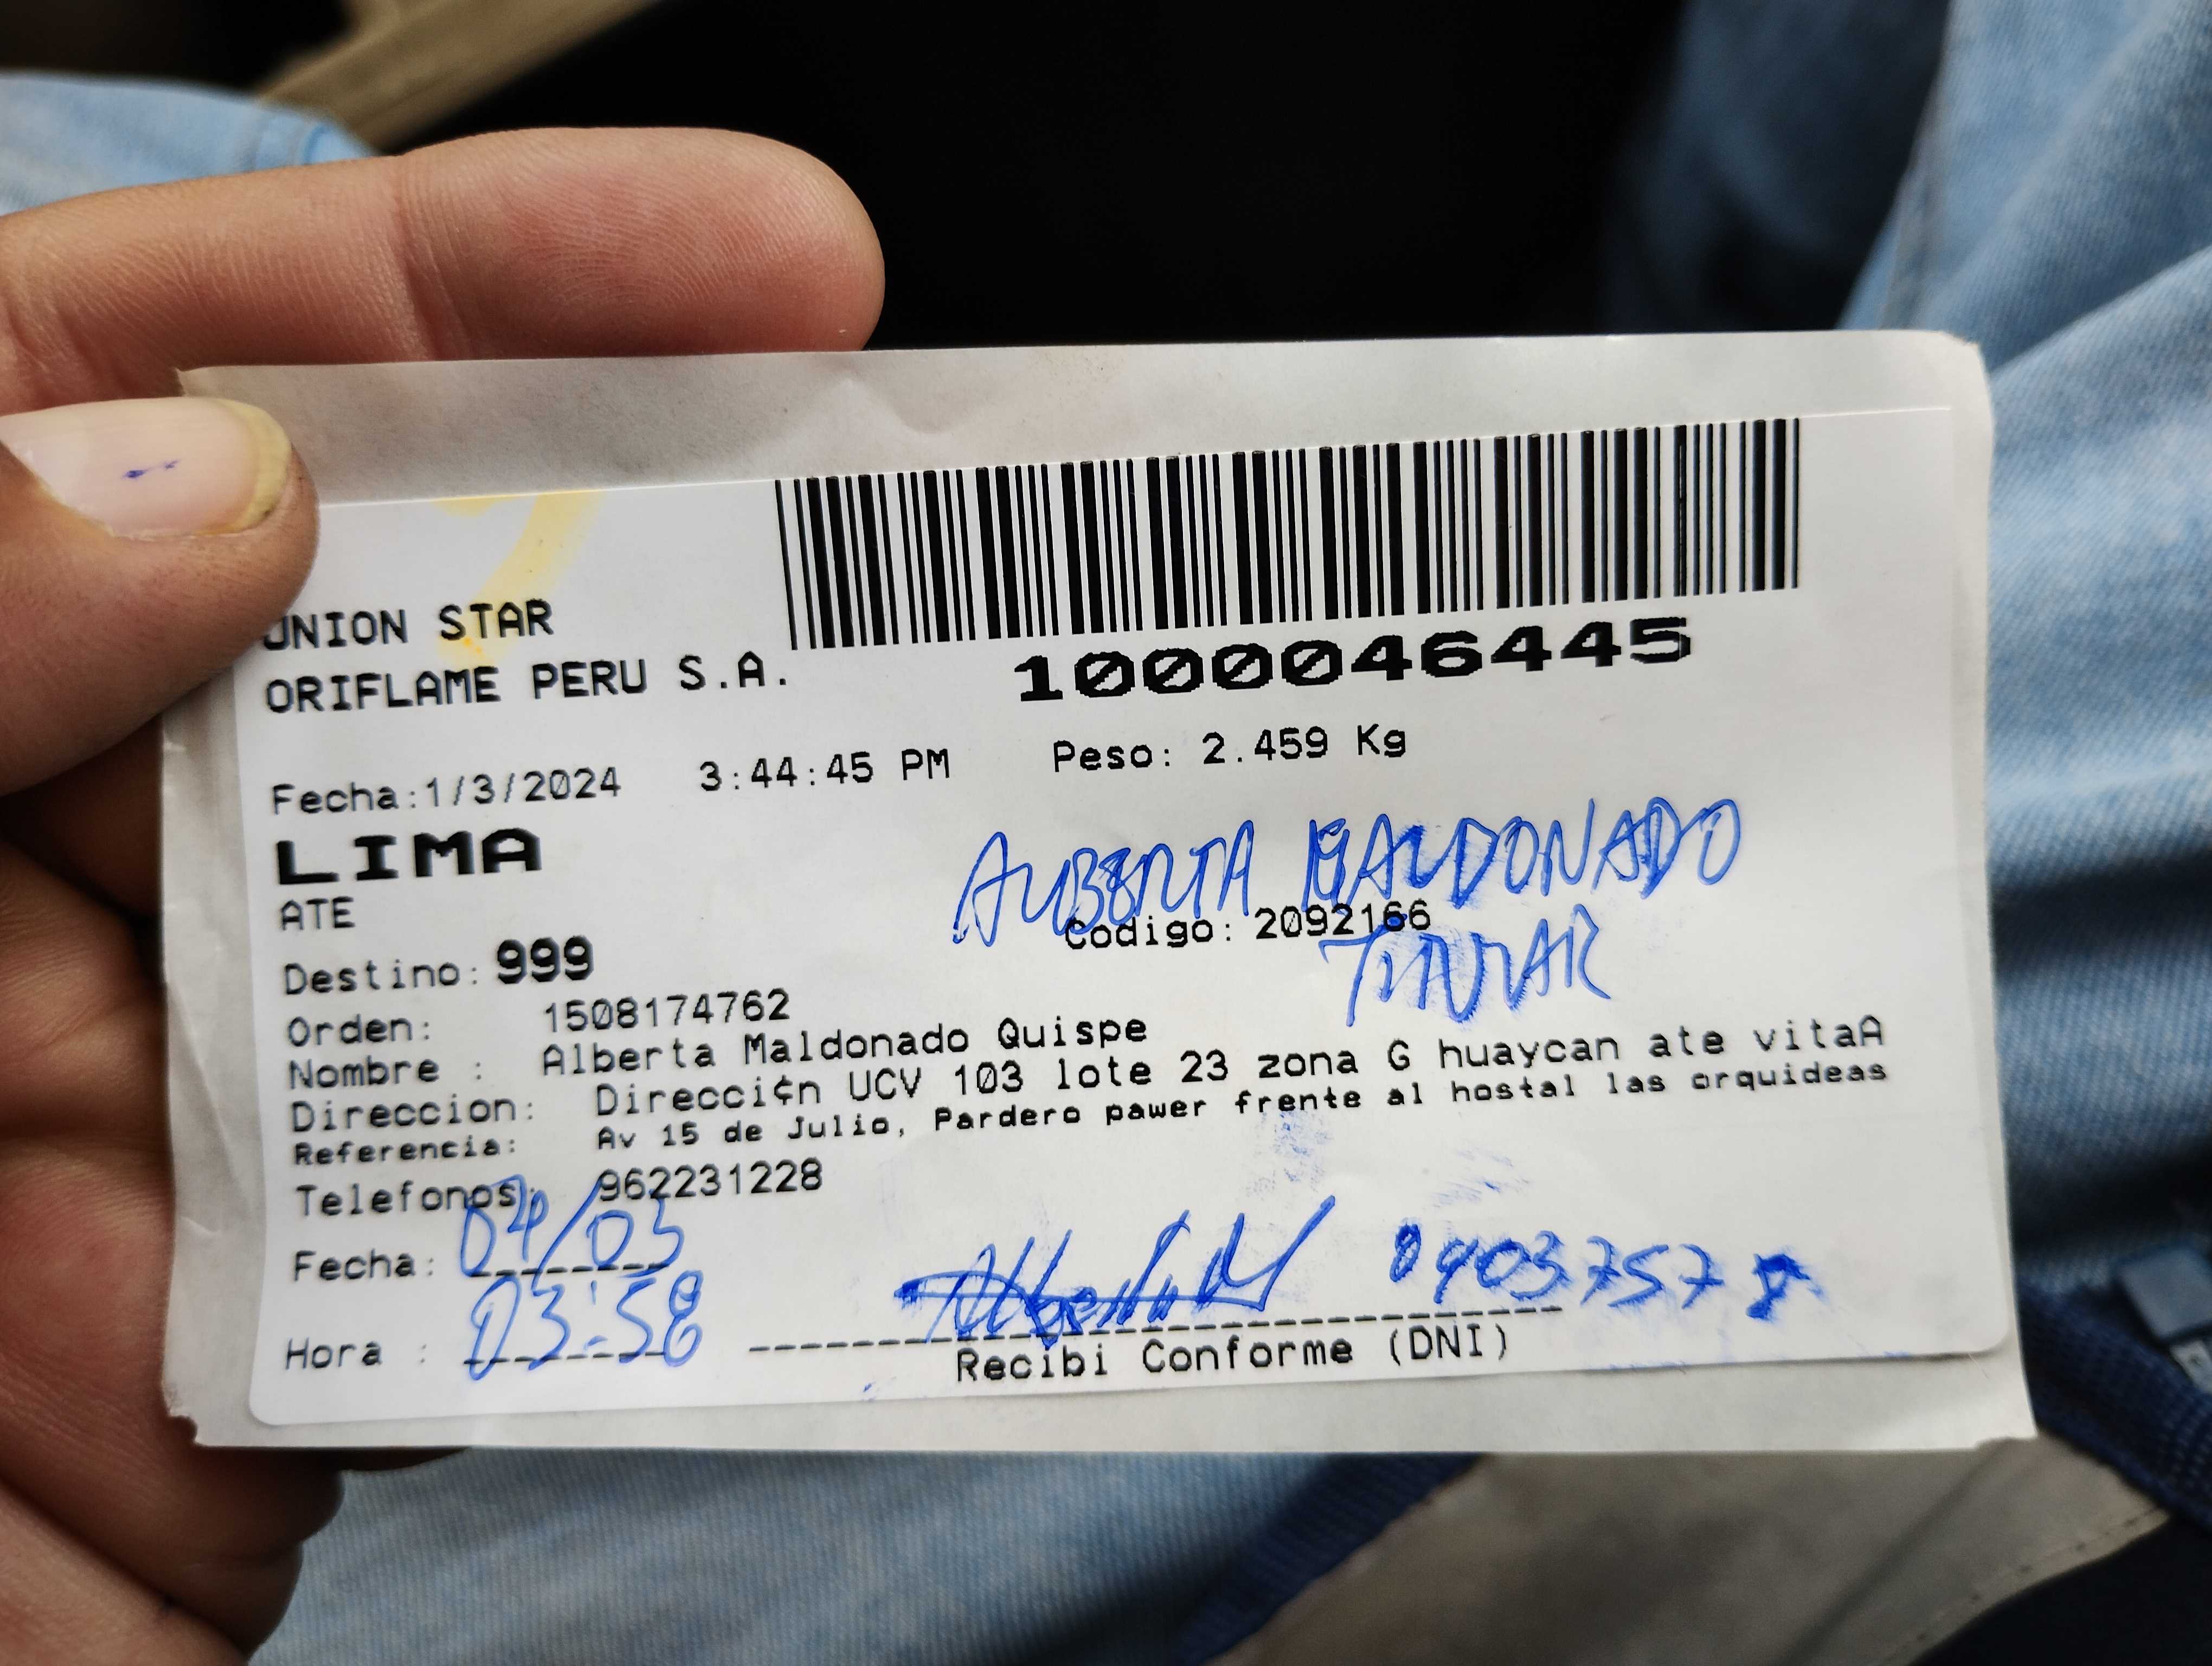 UNION STAR
ORIFLAME PERU S.A.
1000046445
Fecha:1/3/2024 3:44:45 PM Peso: 2.459 Kg
LIMA
ALBERTA MALDONADO
ATE
Codigo: 2092166
TITULAR
Destino: 999
Orden: 1508174762
Nombre : Alberta Maldonado Quispe
Direccion: Direcci¢n UCV 103 lote 23 zona G huaycan ate vitaA
Referencia: Av 15 de Julio, Pardero pawer frente al hostal las orquideas
Telefonos: 962231228
Fecha: 04/03
Hora : 03:58
Recibi Conforme (DNI)